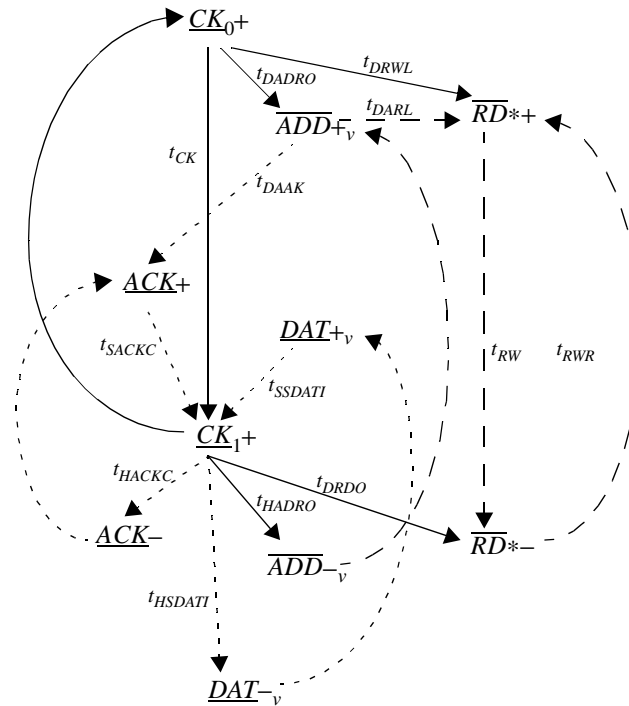 CK0+
tDADRO
tDRWL
ADD+v
tDARL
RD*+
tCK
tDAAK
ACK+
DAT+v
tSACKC
tSSDATI
tRW
tRWR
CK1+
tHACKC
tDRDO
tHADRO
ACK–
ADD–v
RD*–
tHSDATI
DAT–v